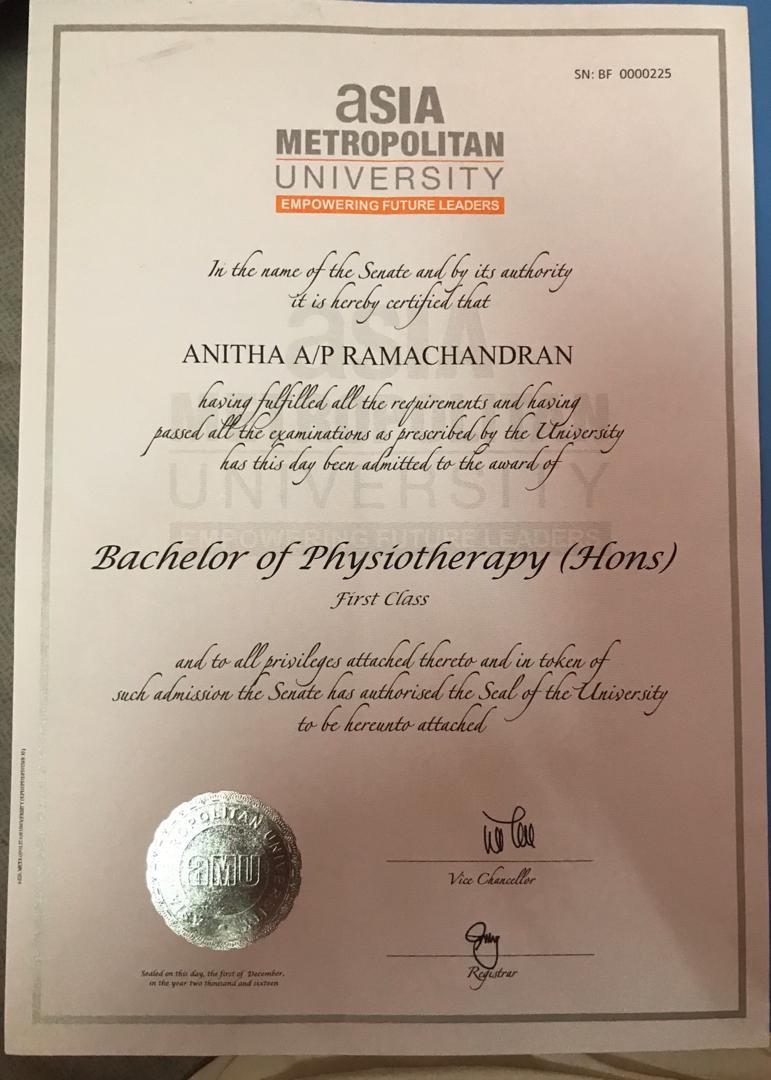 SN: BF 0000225
asia
METROPOLITAN
UNIVERSITY
EMPOWERING FUTURE LEADERS
In the name of the Senate and by its authority
it is hereby certified that
ANITHA A/P RAMACHANDRAN
having fulfilled all the requirements and having
passed all the examinations as prescribed by the University
has this day been admitted to the award of
Bachelor of Physiotherapy (Hons)
First Class
and to all privileges attached thereto and in token of
such admission the Senate has authorised the Seal of the University
to be hereunto attached
aMU
Vice Chancellor
Registrar
Sealed on this day, the first of December,
in the year two thousand and sixteen